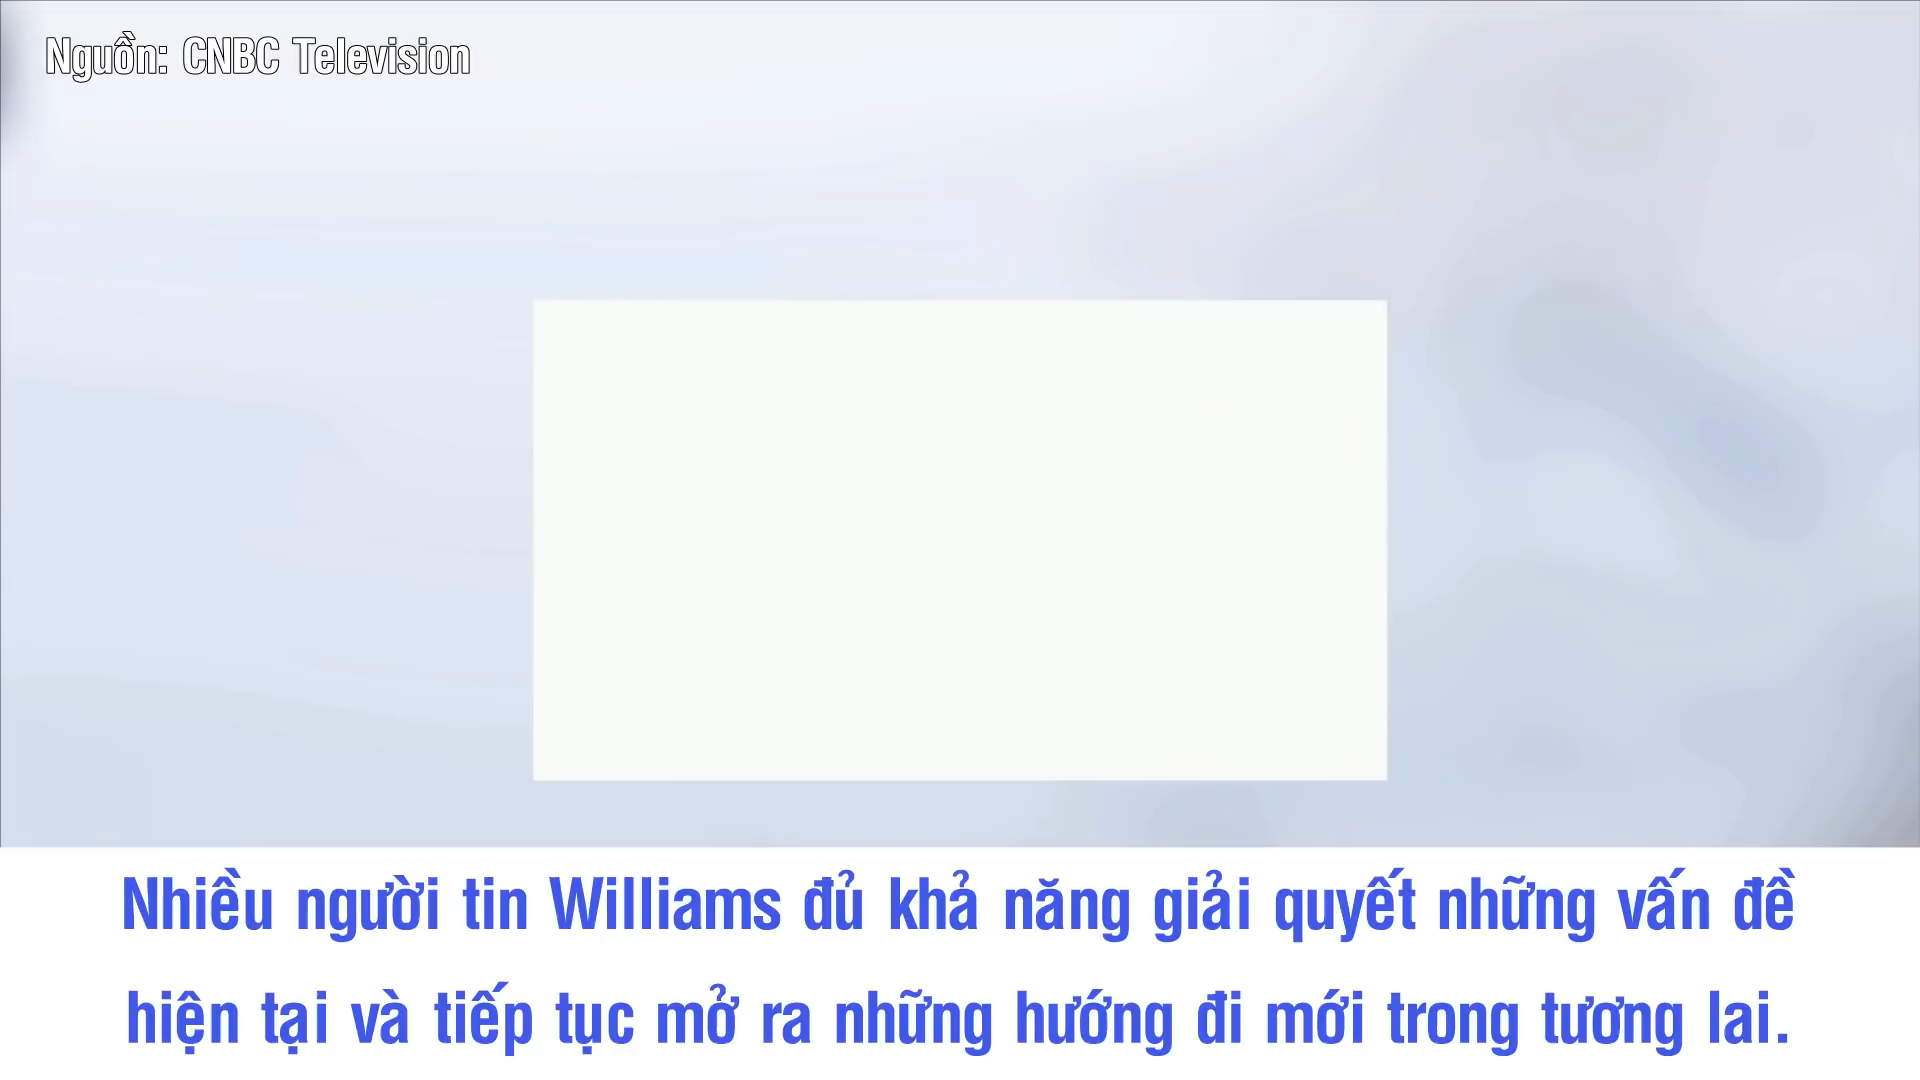 Nguồn: CNBC Television
Nhiều người tin Williams đủ khả năng giải quyết những vấn đề
hiện tại và tiếp tục mở ra những hướng đi mới trong tương lai.